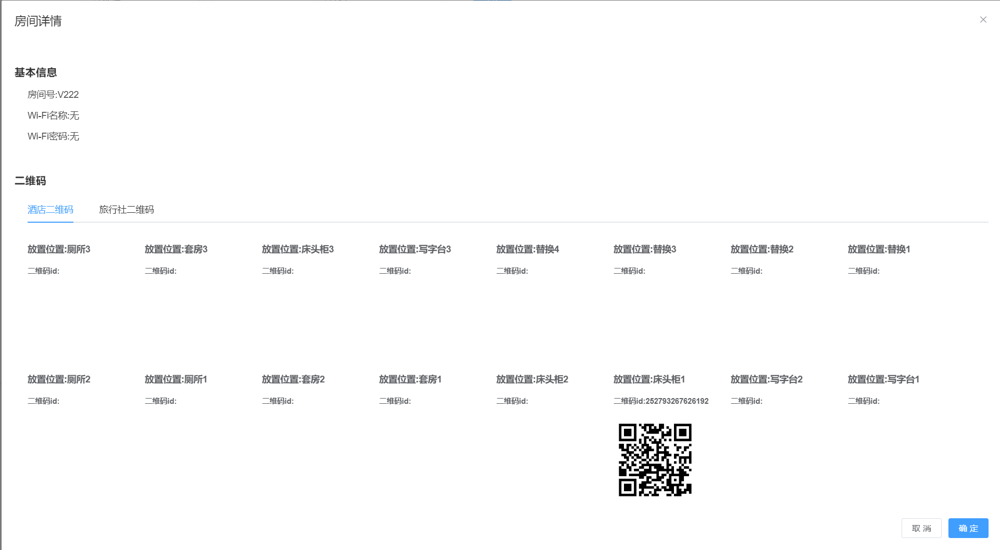 房间详情
基本信息
房间号:V222
Wi-Fi名称:无
Wi-Fi密码:无
二维码
酒店二维码 旅行社二维码
放置位置:厕所3 放置位置:套房3 放置位置:床头柜3 放置位置:写字台3 放置位置:替换4 放置位置:替换3 放置位置:替换2 放置位置:替换1
二维码id: 二维码id: 二维码id: 二维码id: 二维码id: 二维码id: 二维码id: 二维码id:
放置位置:厕所2 放置位置:厕所1 放置位置:套房2 放置位置:套房1 放置位置:床头柜2 放置位置:床头柜1 放置位置:写字台2 放置位置:写字台1
二维码id: 二维码id: 二维码id: 二维码id: 二维码id: 二维码id:252793267626192 二维码id: 二维码id:
取消 确定